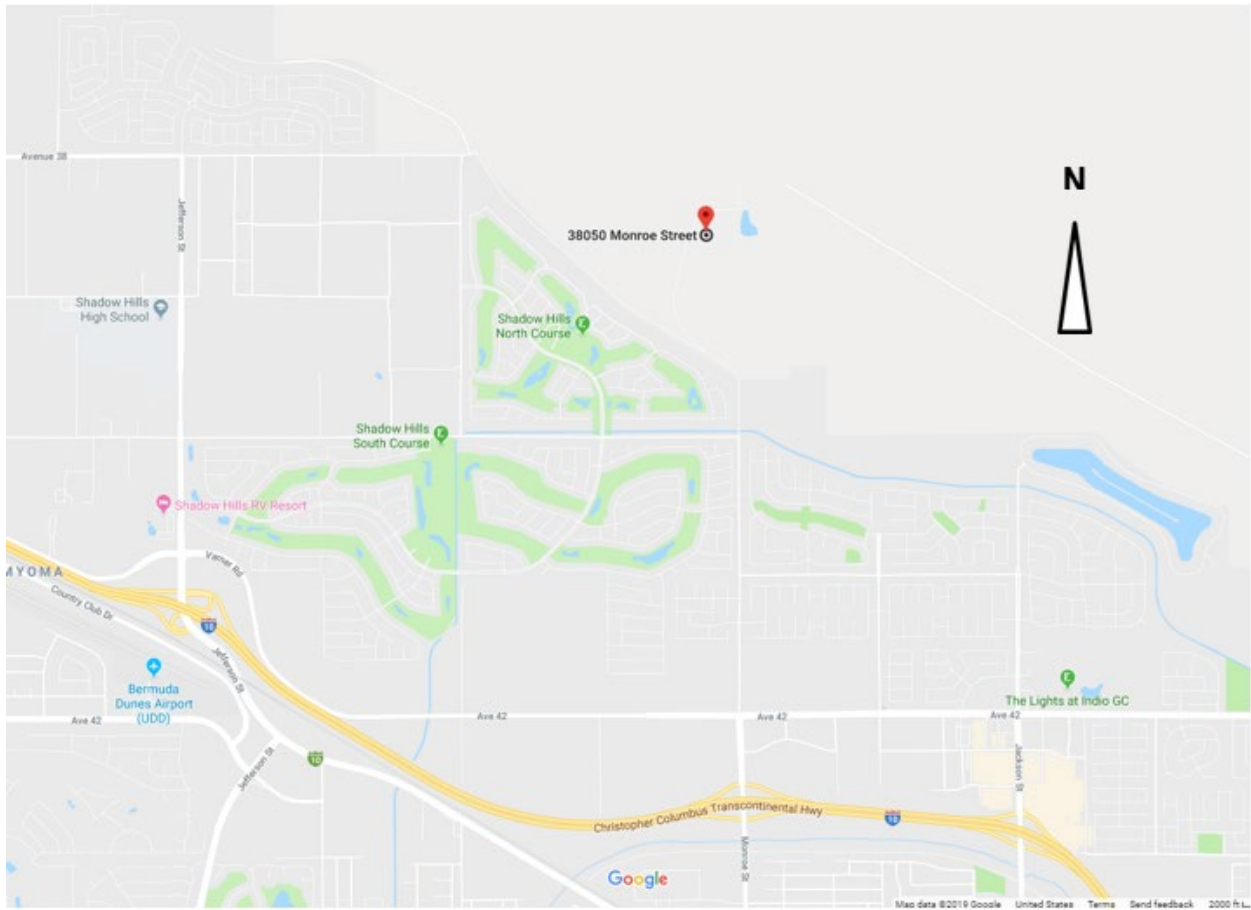 Avenue 38
N
Jefferson St
38050 Monroe Street
Shadow Hills
High School
Shadow Hills
North Course
Shadow Hills
South Course
Shadow Hills RV Resort
MYOMA
Varner Rd
Country Club Dr
10
Jefferson St
Bermuda
Dunes Airport
(UDD)
The Lights at Indio GC
Ave 42
Ave 42
Ave 42
Ave 42
Jefferson St
10
Jackson St
Christopher Columbus Transcontinental Hwy
10
Monroe St
Google
Map data ©2019 Google United States Terms Send feedback 2000 ft